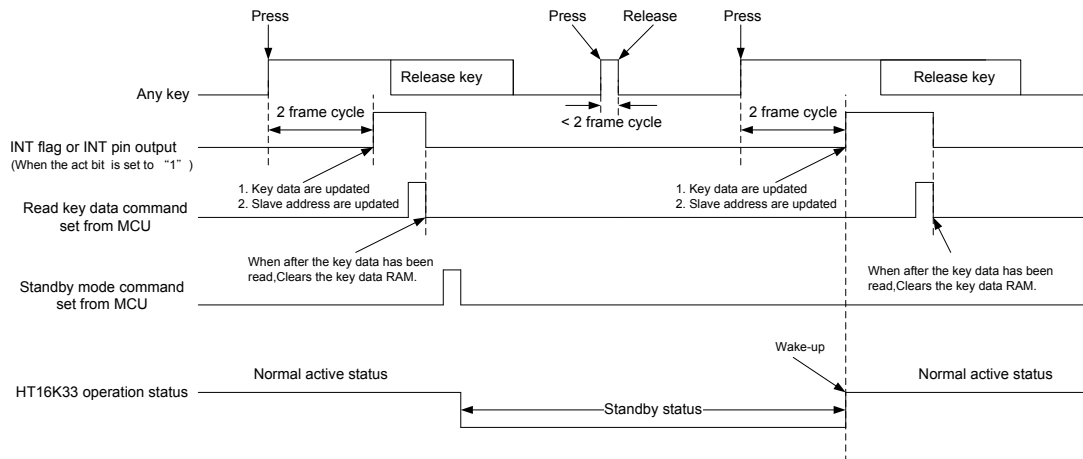 Press
Press
Release
Press
Any key
Release key
Release key
2 frame cycle
< 2 frame cycle
2 frame cycle
INT flag or INT pin output
(When the act bit is set to “1”)
1. Key data are updated
2. Slave address are updated
1. Key data are updated
2. Slave address are updated
Read key data command
set from MCU
When after the key data has been
read,Clears the key data RAM.
When after the key data has been
read,Clears the key data RAM.
Standby mode command
set from MCU
Wake-up
HT16K33 operation status
Normal active status
Standby status
Normal active status